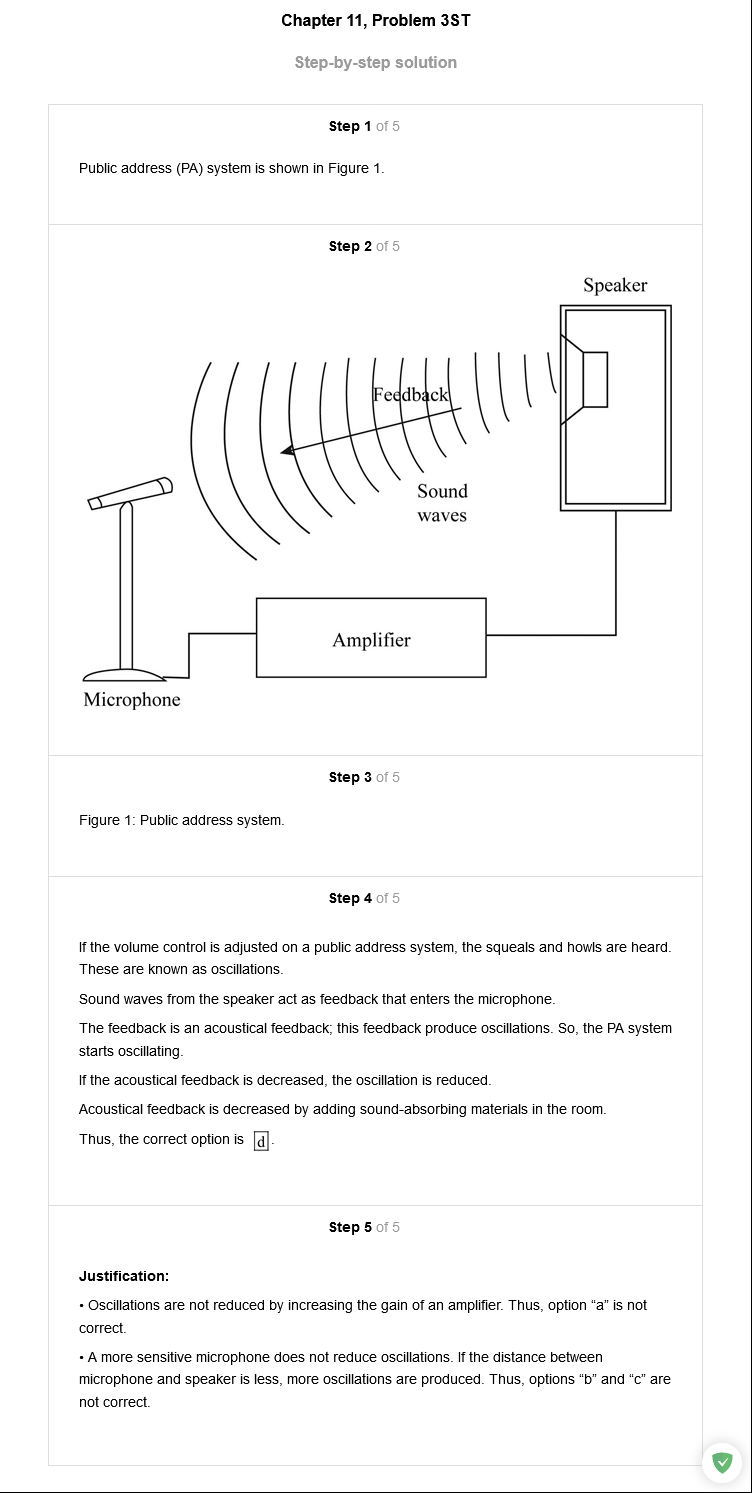 Chapter 11, Problem 3ST
Step-by-step solution
Step 1 of 5
Public address (PA) system is shown in Figure 1.
Step 2 of 5
Speaker
Feedback
Sound
waves
Amplifier
Microphone
Step 3 of 5
Figure 1: Public address system.
Step 4 of 5
If the volume control is adjusted on a public address system, the squeals and howls are heard.
These are known as oscillations.
Sound waves from the speaker act as feedback that enters the microphone.
The feedback is an acoustical feedback; this feedback produce oscillations. So, the PA system
starts oscillating.
If the acoustical feedback is decreased, the oscillation is reduced.
Acoustical feedback is decreased by adding sound-absorbing materials in the room.
Thus, the correct option is d.
Step 5 of 5
Justification:
• Oscillations are not reduced by increasing the gain of an amplifier. Thus, option “a” is not
correct.
• A more sensitive microphone does not reduce oscillations. If the distance between
microphone and speaker is less, more oscillations are produced. Thus, options “b” and “c” are
not correct.